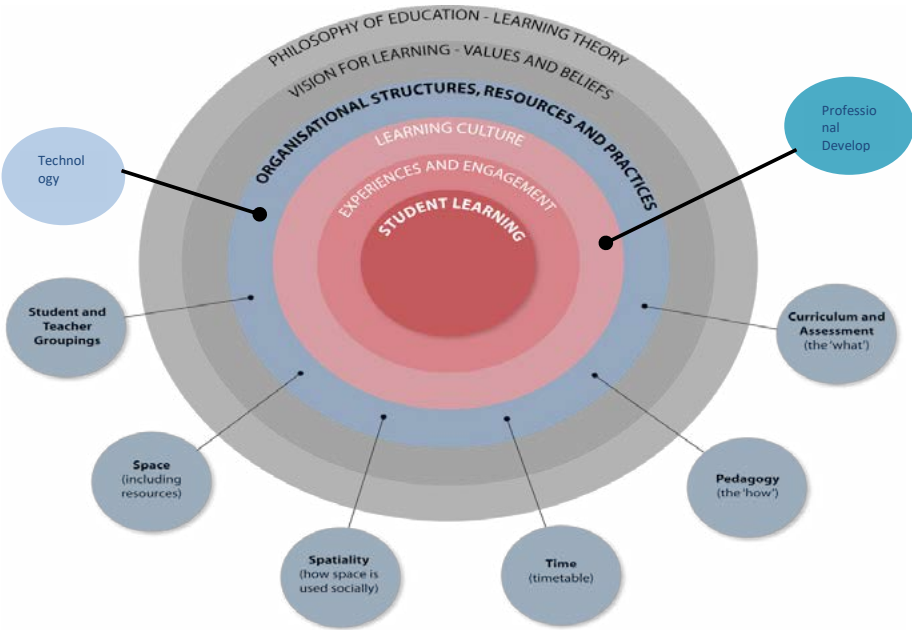 PHILOSOPHY OF EDUCATION - LEARNING THEORY
VISION FOR LEARNING - VALUES AND BELIEFS
ORGANISATIONAL STRUCTURES, RESOURCES AND PRACTICES
LEARNING CULTURE
EXPERIENCES AND ENGAGEMENT
STUDENT LEARNING
Technol
ogy
Professio
nal
Develop
Student and
Teacher
Groupings
Curriculum and
Assessment
(the 'what')
Space
(including
resources)
Pedagogy
(the 'how')
Spatiality
(how space is
used socially)
Time
(timetable)